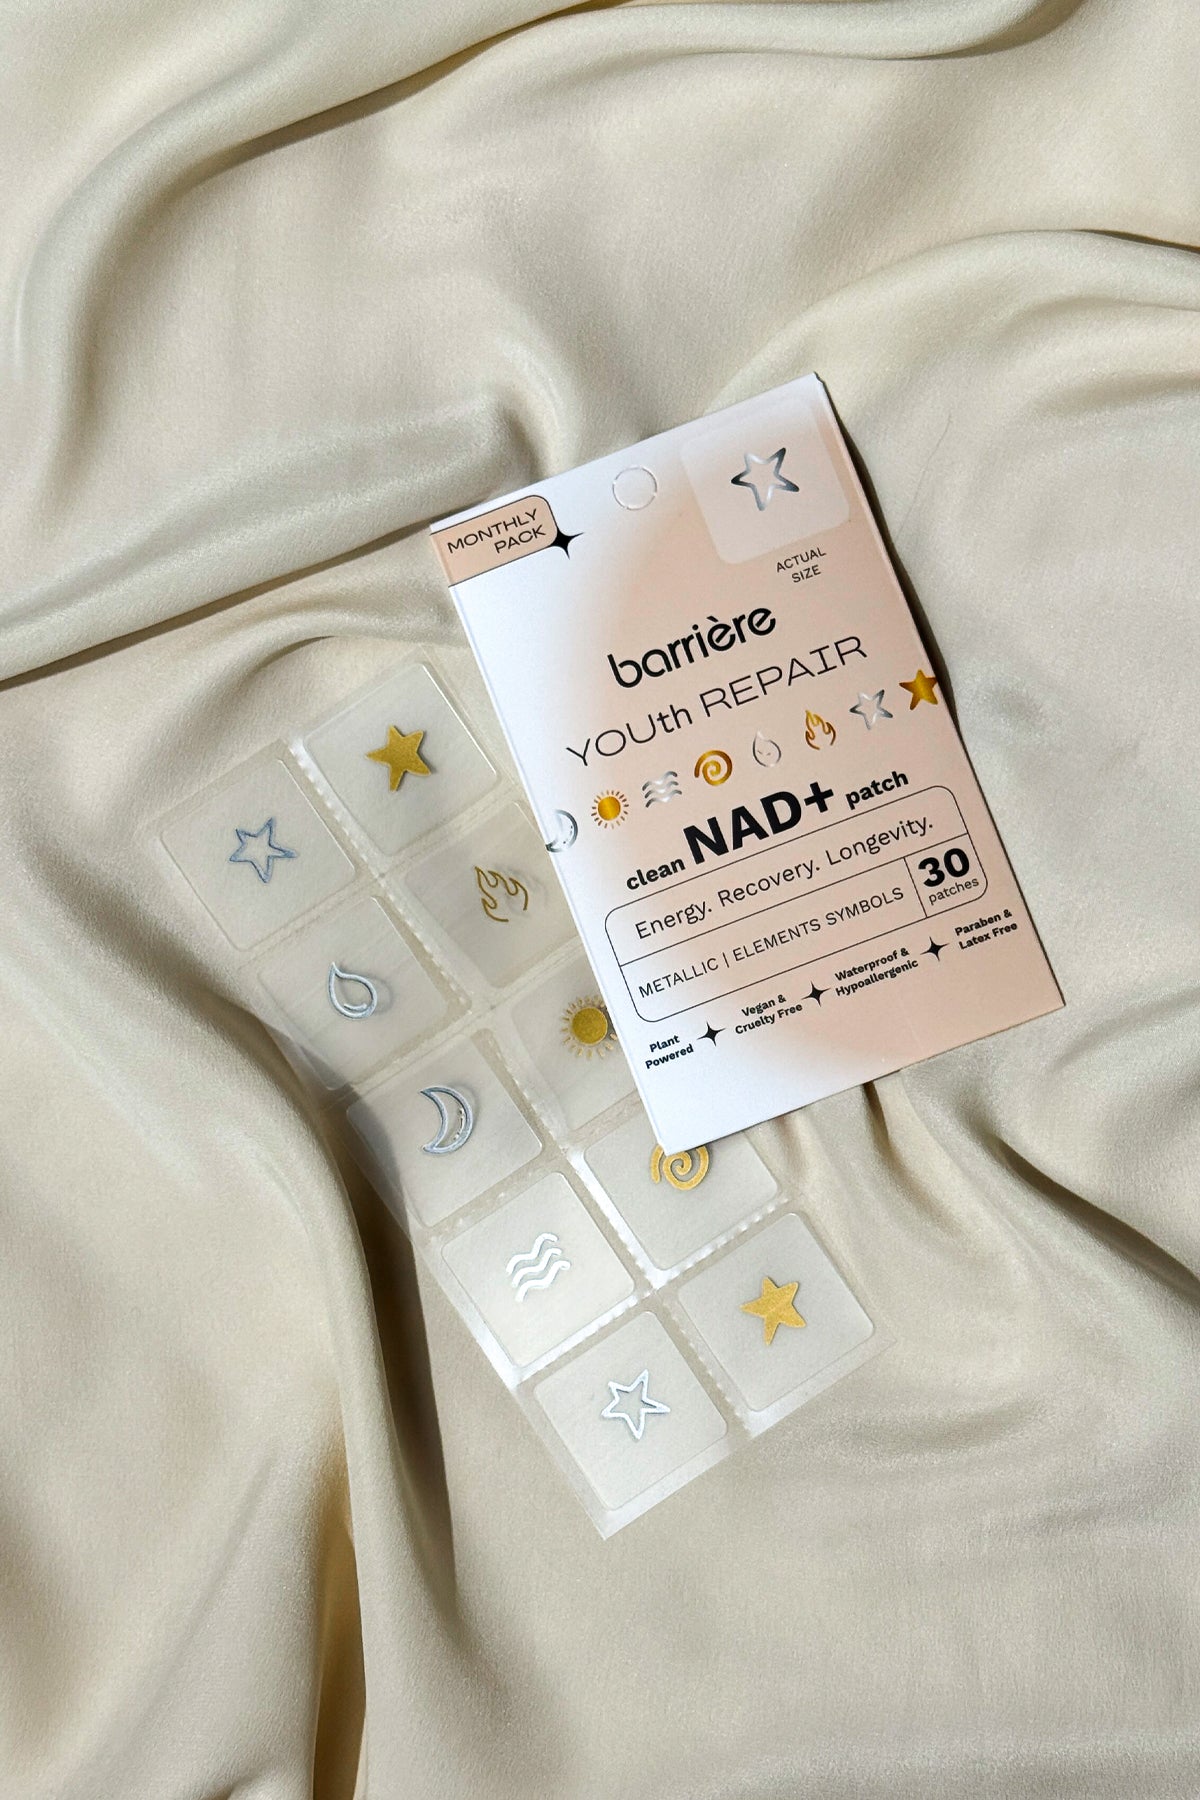 MONTHLY
PACK
ACTUAL
SIZE
barrière
YOUth REPAIR
clean NAD+ patch
Energy. Recovery. Longevity.
METALLIC | ELEMENTS SYMBOLS
30
patches
Plant
Powered
Vegan &
Cruelty Free
Waterproof &
Hypoallergenic
Paraben &
Latex Free